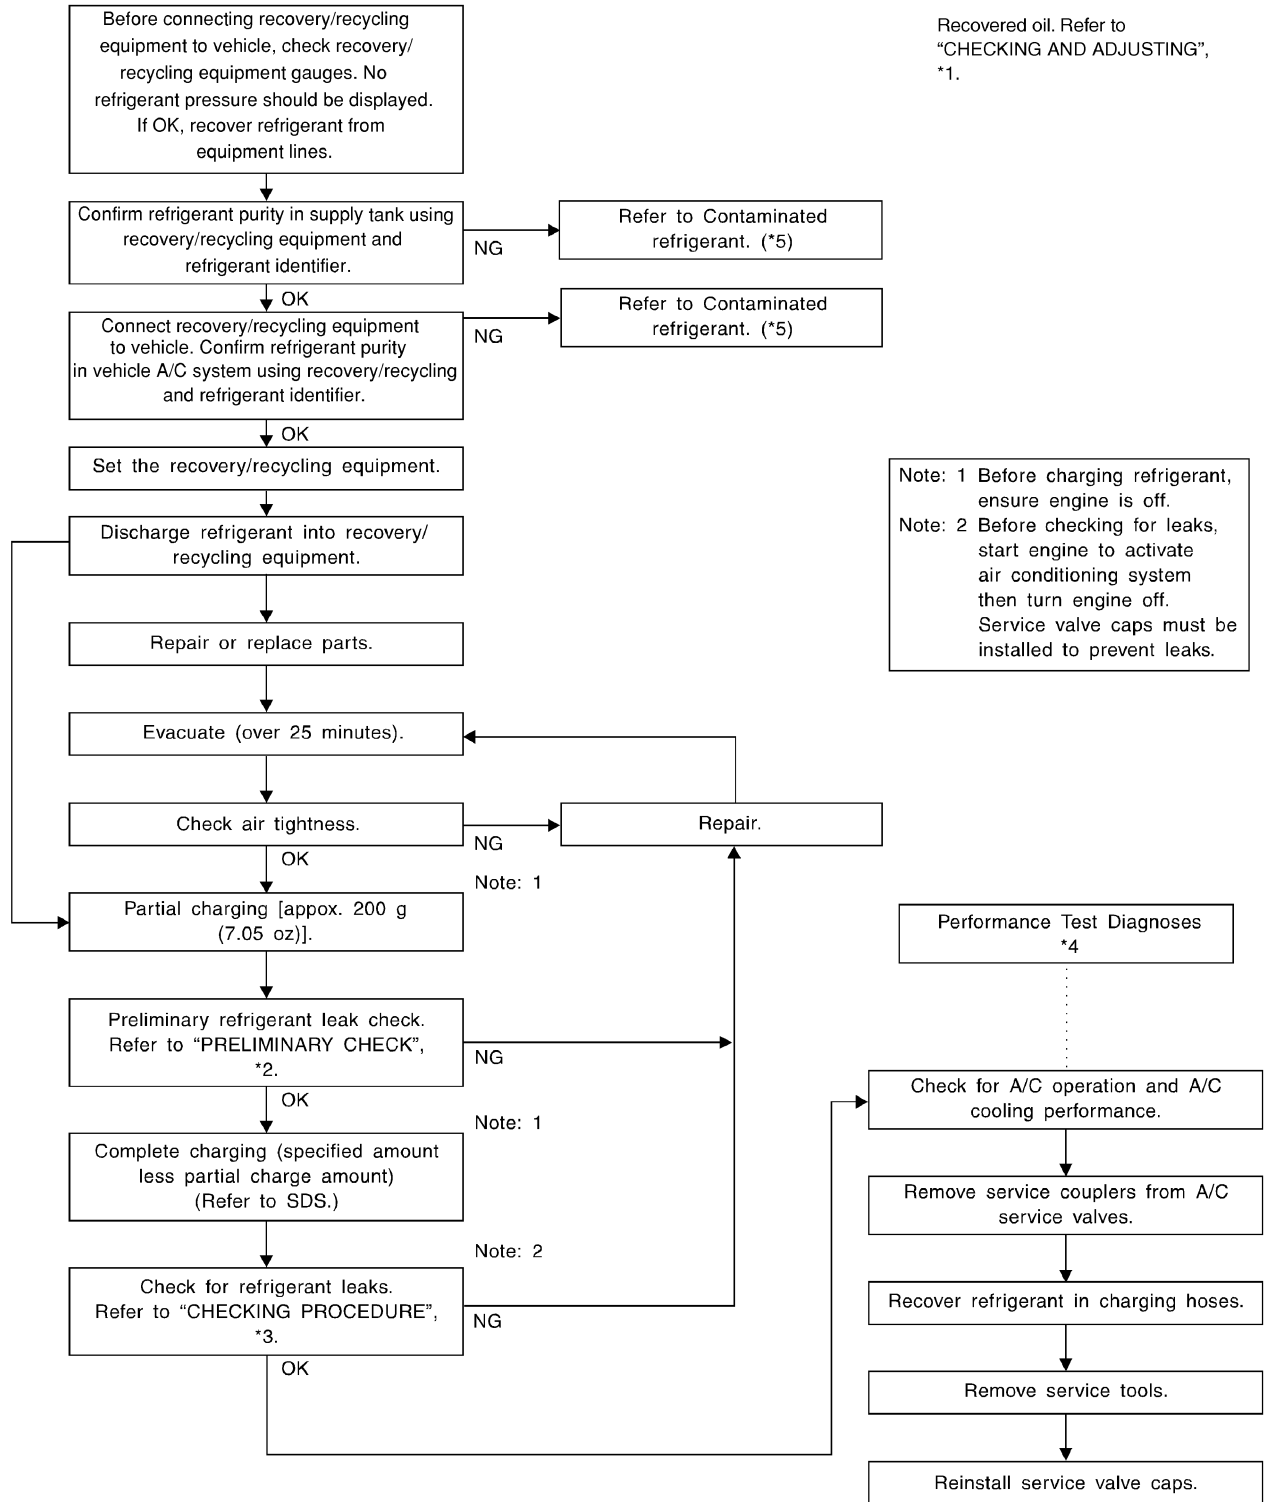 Before connecting recovery/recycling
equipment to vehicle, check recovery/
recycling equipment gauges. No
refrigerant pressure should be displayed.
If OK, recover refrigerant from
equipment lines.
Recovered oil. Refer to
“CHECKING AND ADJUSTING”,
*1.
Confirm refrigerant purity in supply tank using
recovery/recycling equipment and
refrigerant identifier.
NG
Refer to Contaminated
refrigerant. (*5)
OK
Connect recovery/recycling equipment
to vehicle. Confirm refrigerant purity
in vehicle A/C system using recovery/recycling
and refrigerant identifier.
NG
Refer to Contaminated
refrigerant. (*5)
OK
Set the recovery/recycling equipment.
Note: 1 Before charging refrigerant,
ensure engine is off.
Note: 2 Before checking for leaks,
start engine to activate
air conditioning system
then turn engine off.
Service valve caps must be
installed to prevent leaks.
Discharge refrigerant into recovery/
recycling equipment.
Repair or replace parts.
Evacuate (over 25 minutes).
Check air tightness.
NG
Repair.
OK
Note: 1
Partial charging [appox. 200 g
(7.05 oz)].
Preliminary refrigerant leak check.
Refer to “PRELIMINARY CHECK”,
*2.
NG
OK
Note: 1
Complete charging (specified amount
less partial charge amount)
(Refer to SDS.)
Note: 2
Check for refrigerant leaks.
Refer to “CHECKING PROCEDURE”,
*3.
NG
OK
Performance Test Diagnoses
*4
Check for A/C operation and A/C
cooling performance.
Remove service couplers from A/C
service valves.
Recover refrigerant in charging hoses.
Remove service tools.
Reinstall service valve caps.